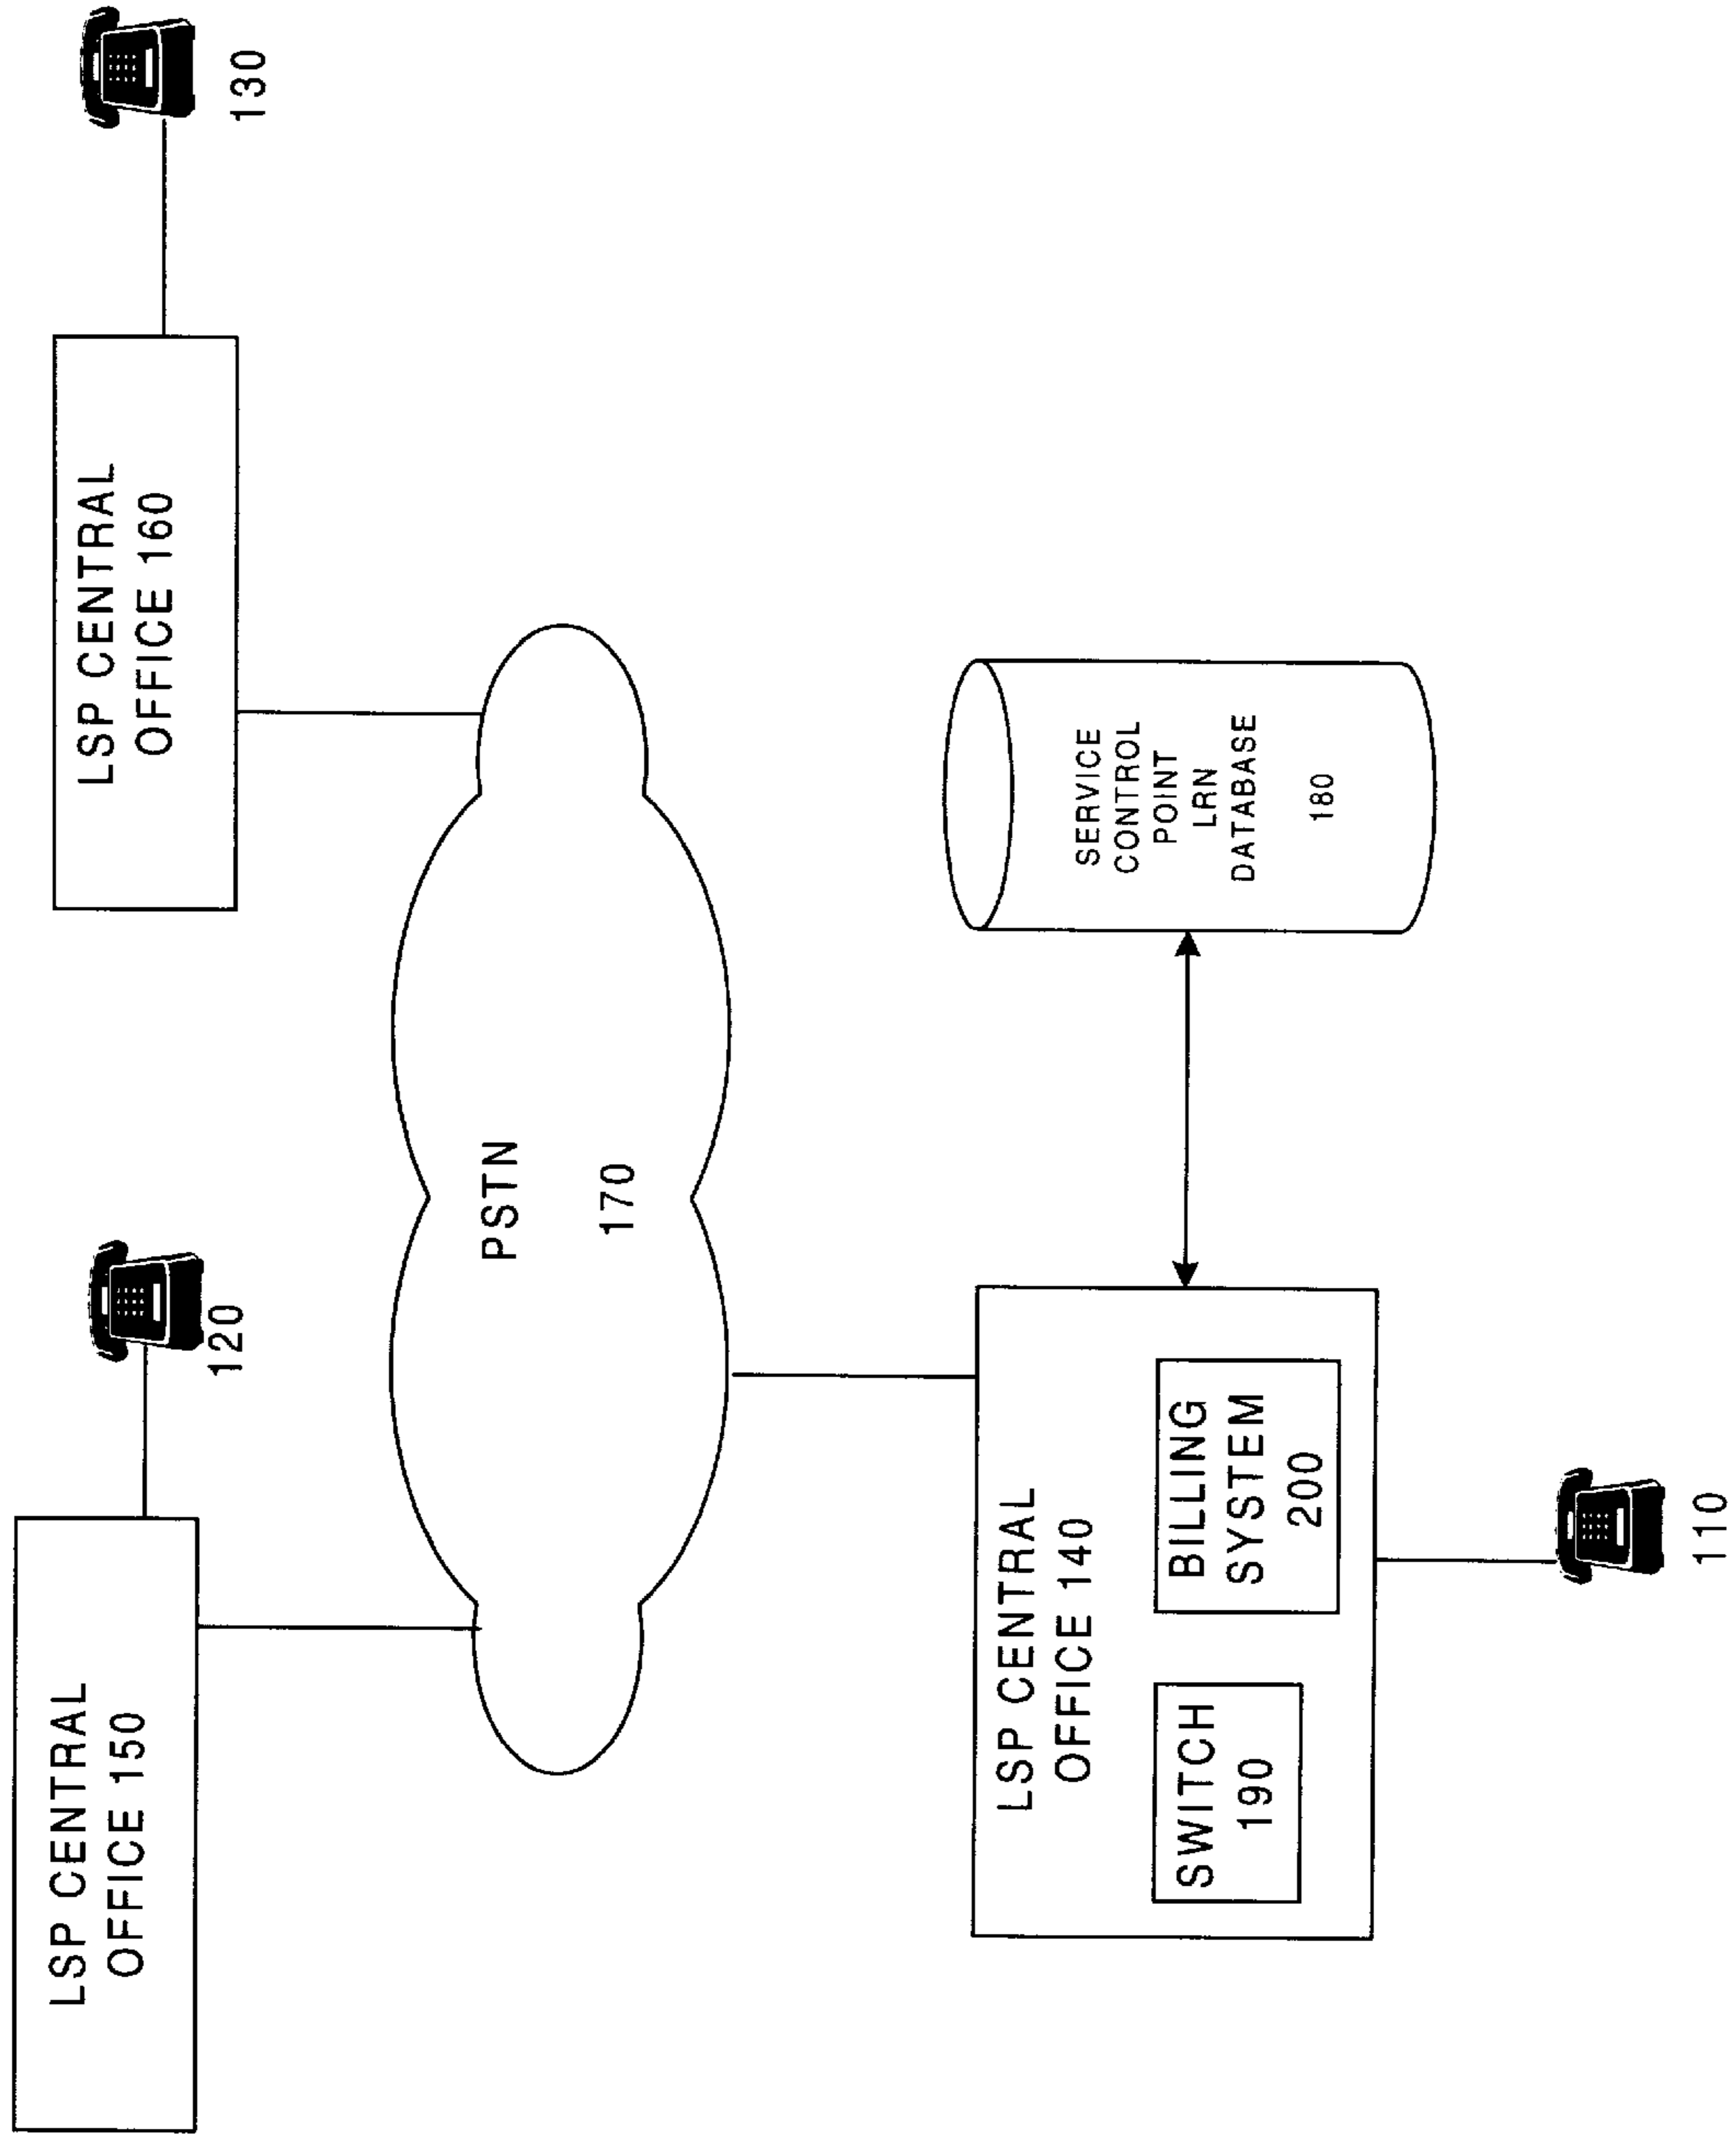 LSP CENTRAL
OFFICE 150
120
LSP CENTRAL
OFFICE 160
130
PSTN
170
LSP CENTRAL
OFFICE 140
SWITCH
190
BILLING
SYSTEM
200
SERVICE
CONTROL
POINT
LRN
DATABASE
180
110